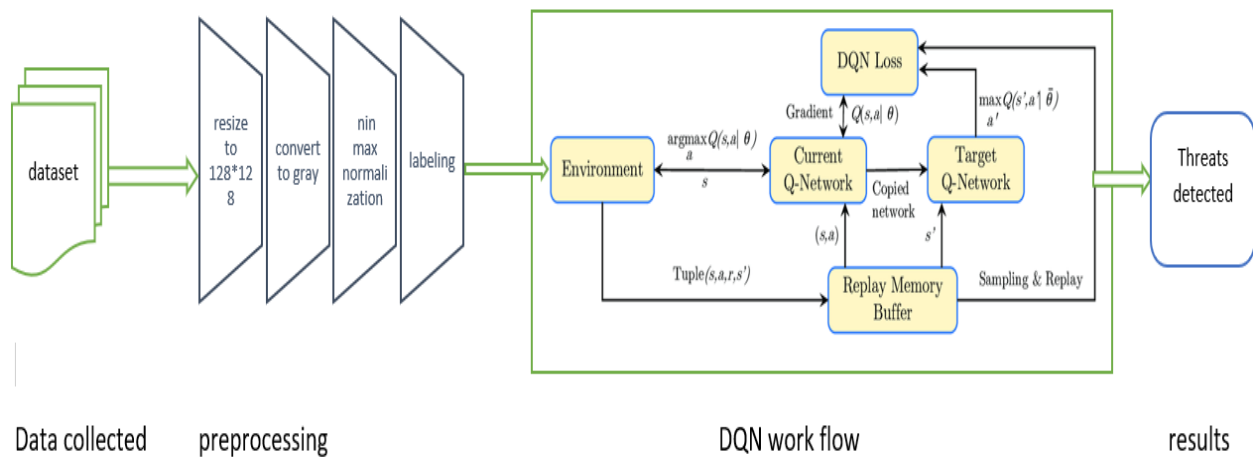 dataset
resize
to
128*12
8
convert
to gray
nin
max
normali
zation
labeling
DQN Loss
Gradient
Q(s,a| θ)
max Q(s',a'| θ̄)
a'
Environment
argmax Q(s,a| θ)
a
s
Current
Q-Network
Copied
network
Target
Q-Network
(s,a)
s'
Tuple(s,a,r,s')
Replay Memory
Buffer
Sampling & Replay
Threats
detected
Data collected
preprocessing
DQN work flow
results